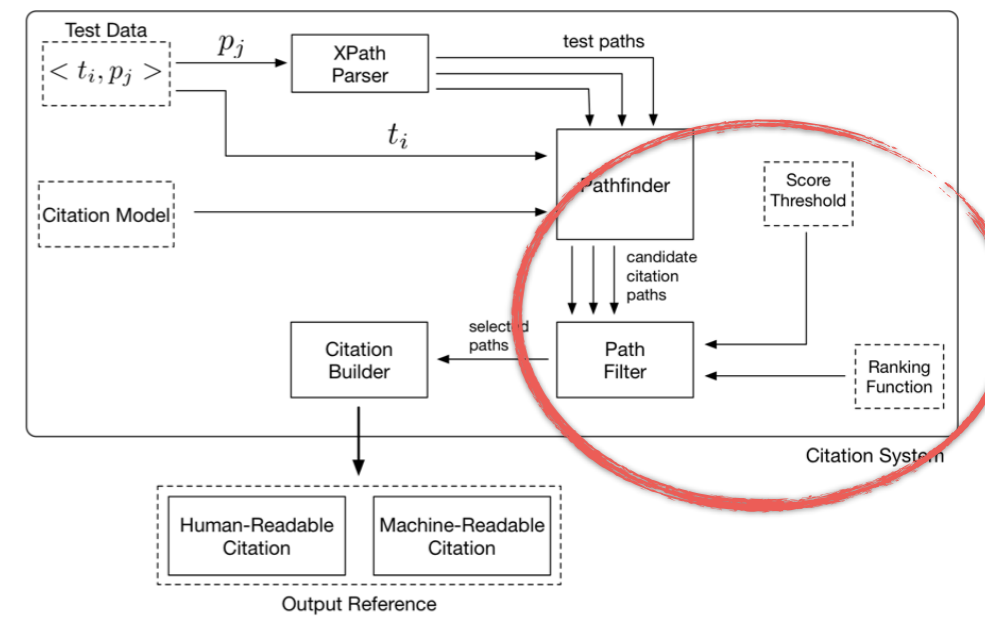 Test Data
< t_i, p_j >
p_j
XPath
Parser
test paths
t_i
Pathfinder
Score
Threshold
Citation Model
candidate
citation
paths
selected
paths
Citation
Builder
Path
Filter
Ranking
Function
Citation System
Human-Readable
Citation
Machine-Readable
Citation
Output Reference